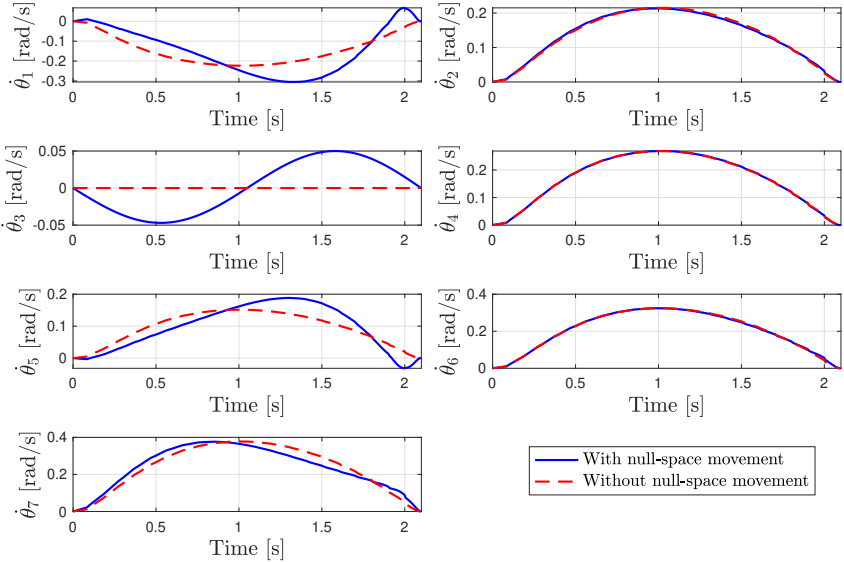 0
-0.1
-0.2
-0.3
θ̇₁ [rad/s]
0 0.5 1 1.5 2
Time [s]
0.2
0.1
0
θ̇₂ [rad/s]
0 0.5 1 1.5 2
Time [s]
0.05
0
-0.05
θ̇₃ [rad/s]
0 0.5 1 1.5 2
Time [s]
0.2
0.1
0
θ̇₄ [rad/s]
0 0.5 1 1.5 2
Time [s]
0.2
0.1
0
θ̇₅ [rad/s]
0 0.5 1 1.5 2
Time [s]
0.4
0.2
0
θ̇₆ [rad/s]
0 0.5 1 1.5 2
Time [s]
0.4
0.2
0
θ̇₇ [rad/s]
0 0.5 1 1.5 2
Time [s]
With null-space movement
Without null-space movement